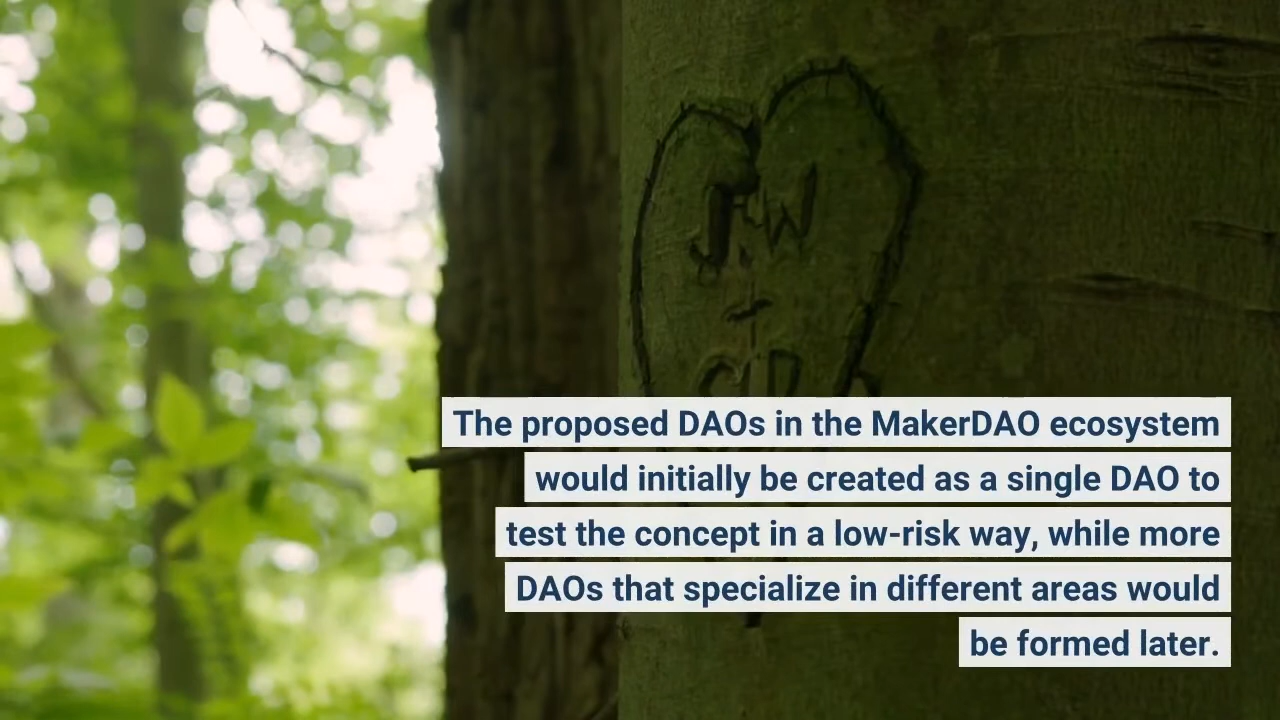 J.W
+
The proposed DAOs in the MakerDAO ecosystem
would initially be created as a single DAO to
test the concept in a low-risk way, while more
DAOs that specialize in different areas would
be formed later.